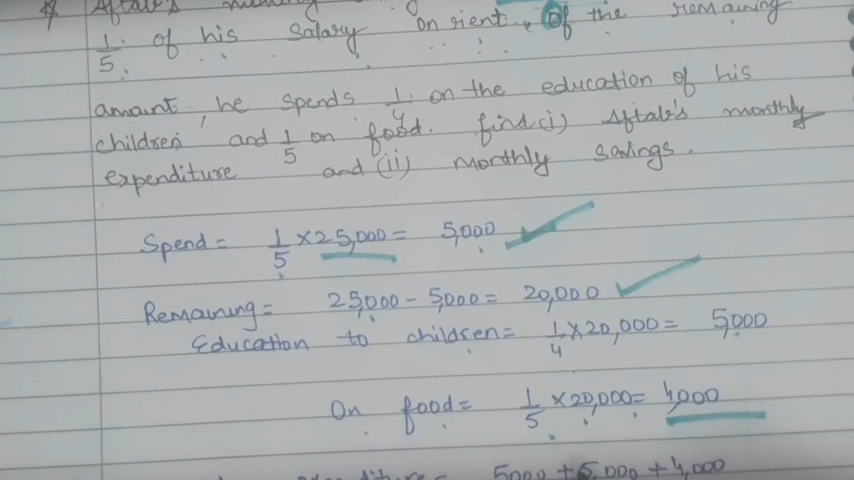 Aftab's monthly
1/5 of his salary on rient. Of the remaining
amount, he spends 1/4 on the education of his
children and 1/5 on food. find (i) Aftab's monthly
expenditure and (ii) monthly savings.
Spend = 1/5 × 25,000 = 5,000
Remaining = 25,000 - 5,000 = 20,000
Education to children = 1/4 × 20,000 = 5,000
On food = 1/5 × 20,000 = 4,000
5000 + 5,000 + 4,000